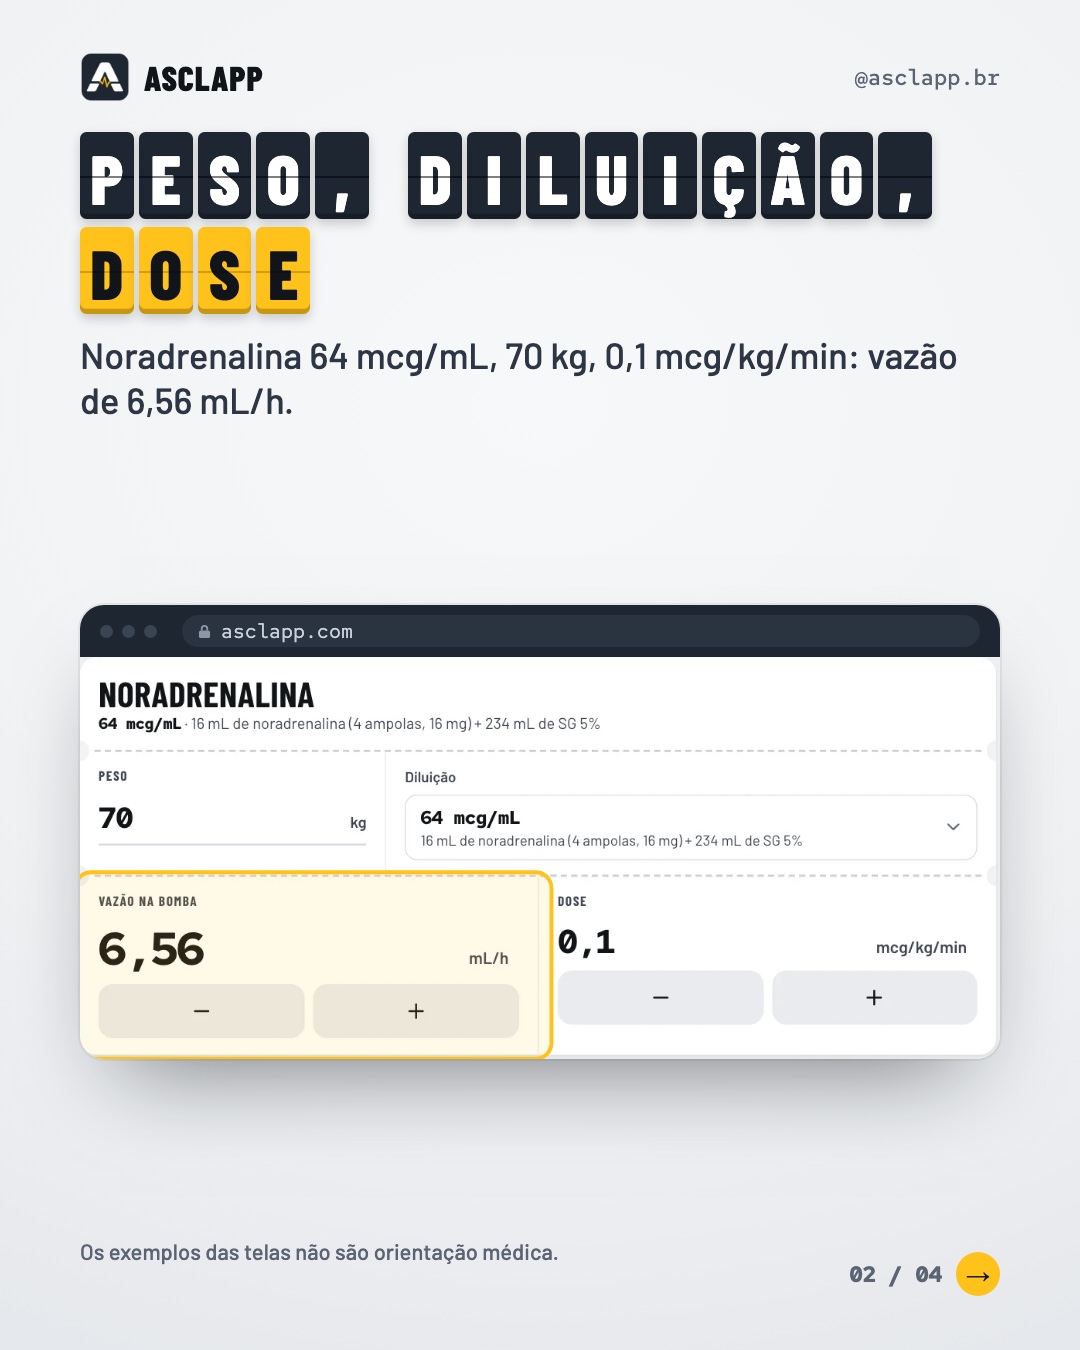 ASCLAPP
@asclapp.br
PESO, DILUIÇÃO,
DOSE
Noradrenalina 64 mcg/mL, 70 kg, 0,1 mcg/kg/min: vazão
de 6,56 mL/h.
asclapp.com
NORADRENALINA
64 mcg/mL · 16 mL de noradrenalina (4 ampolas, 16 mg) + 234 mL de SG 5%
PESO
70 kg
Diluição
64 mcg/mL
16 mL de noradrenalina (4 ampolas, 16 mg) + 234 mL de SG 5%
VAZÃO NA BOMBA
6,56 mL/h
− +
DOSE
0,1 mcg/kg/min
− +
Os exemplos das telas não são orientação médica.
02 / 04 →